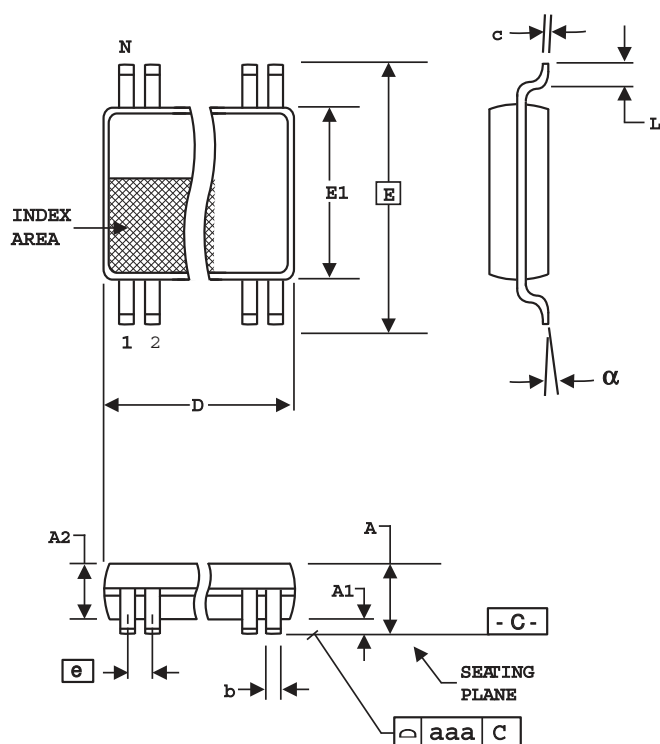 N
c
L
E1
E
INDEX
AREA
1 2
α
D
A2
A
A1
- C -
e
b
SEATING
PLANE
aaa C